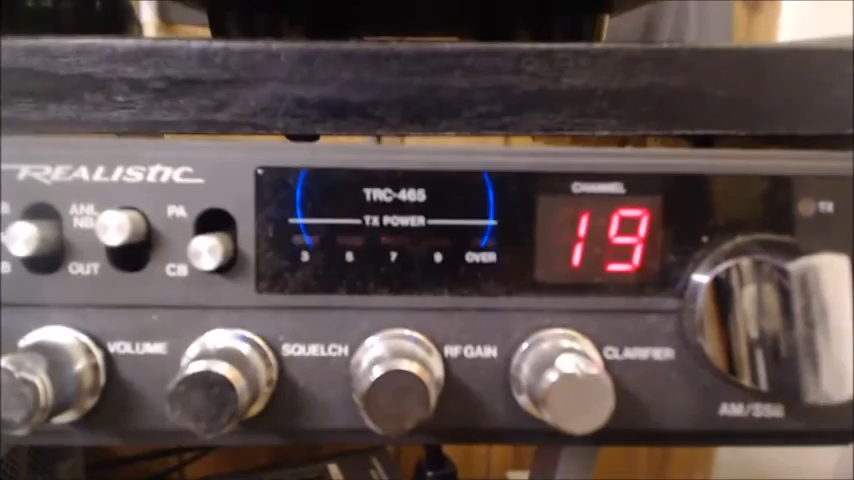 REALISTIC
ANL PA
NB
OUT CB
TRC-465
TX POWER
3 5 7 9 OVER
CHANNEL
19
TX
VOLUME SQUELCH RF GAIN CLARIFIER
AM/SSB